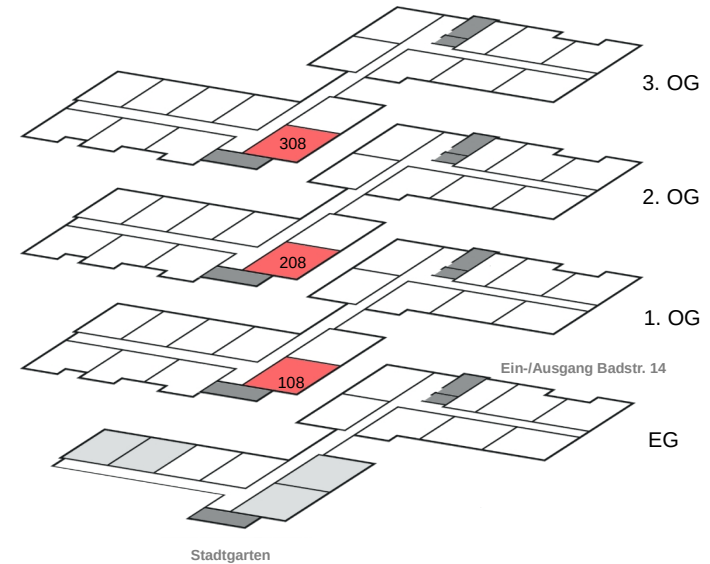 3. OG
308
2. OG
208
1. OG
Ein-/Ausgang Badstr. 14
108
EG
Stadtgarten